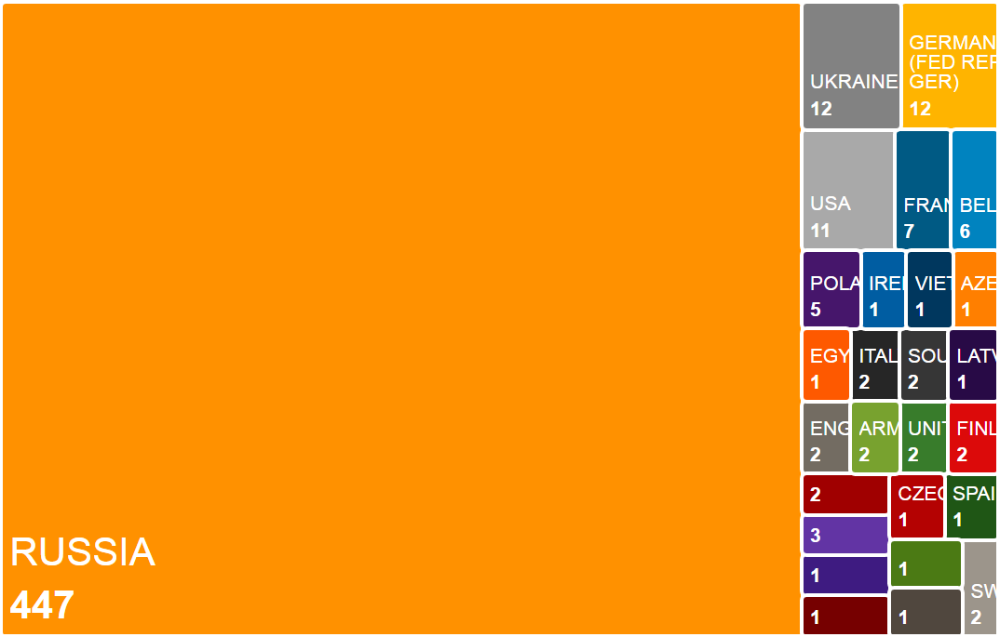 RUSSIA
447
UKRAINE
12
GERMAN
(FED REP
GER)
12
USA
11
FRAN
7
BEL
6
POLA
5
IREL
1
VIET
1
AZE
1
EGY
1
ITAL
2
SOU
2
LATV
1
ENG
2
ARM
2
UNIT
2
FINL
2
2
3
1
1
CZEC
1
SPAI
1
1
1
SW
2